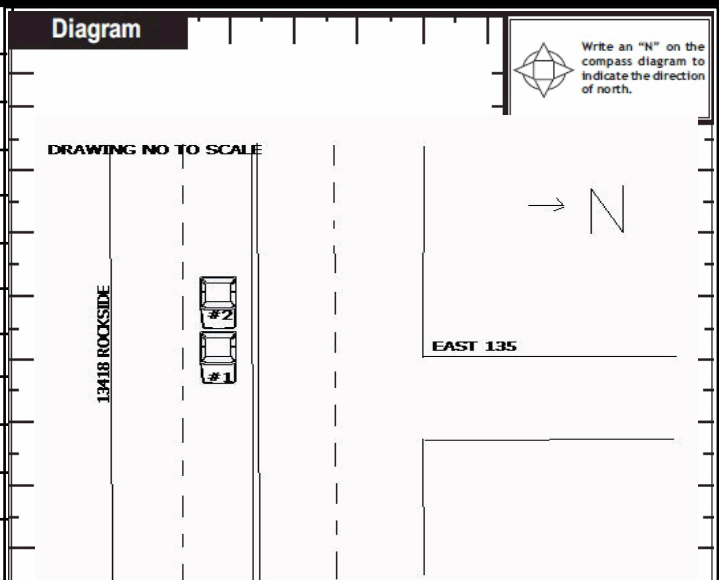 Diagram
Write an "N" on the
compass diagram to
indicate the direction
of north.
DRAWING NO TO SCALE
N
13418 ROCKSIDE
#2
#1
EAST 135